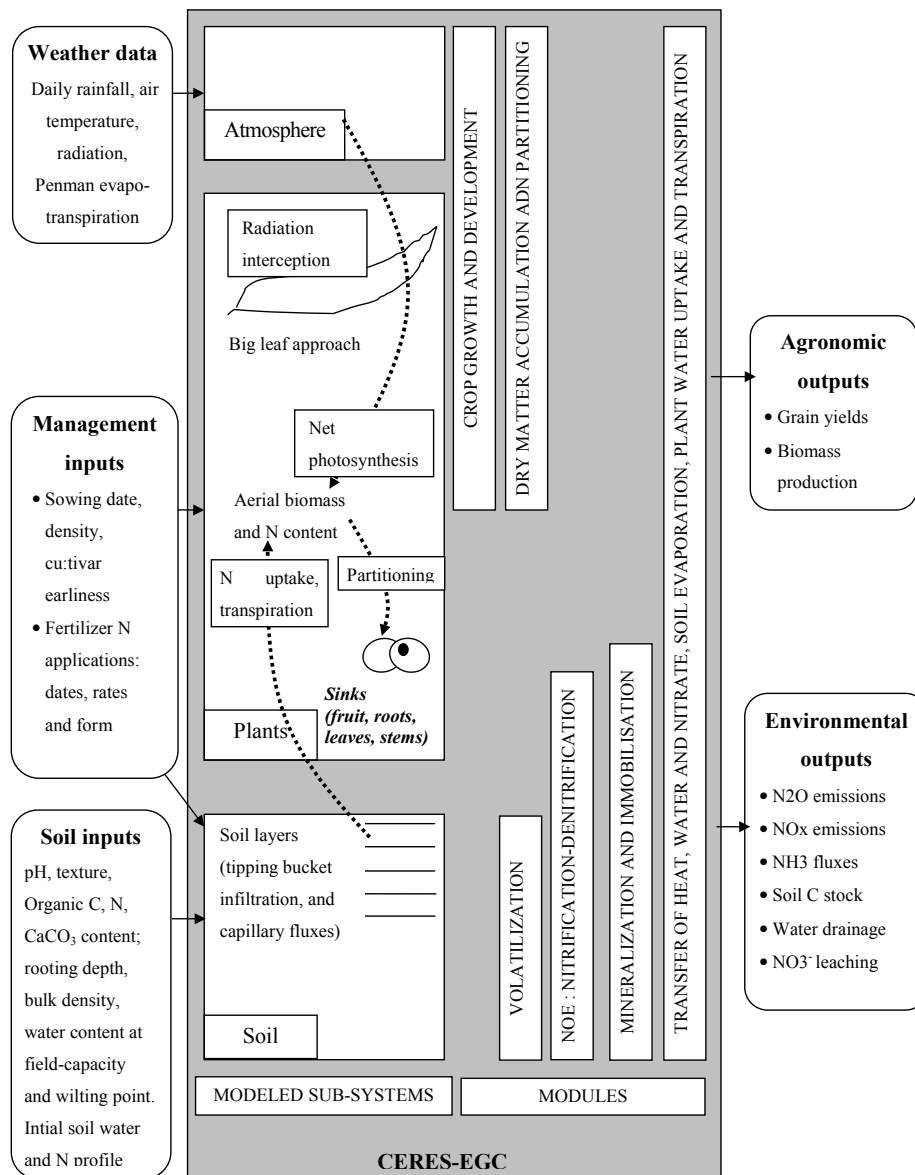 Weather data
Daily rainfall, air
temperature,
radiation,
Penman evapo-
transpiration
Management
inputs
• Sowing date,
density,
cu:tivar
earliness
• Fertilizer N
applications:
dates, rates
and form
Soil inputs
pH, texture,
Organic C, N,
CaCO₃ content;
rooting depth,
bulk density,
water content at
field-capacity
and wilting point.
Intial soil water
and N profile
Atmosphere
Radiation
interception
Big leaf approach
Net
photosynthesis
Aerial biomass
and N content
N uptake,
transpiration
Partitioning
Sinks
(fruit, roots,
leaves, stems)
Plants
Soil layers
(tipping bucket
infiltration, and
capillary fluxes)
Soil
MODELED SUB-SYSTEMS
CROP GROWTH AND DEVELOPMENT
DRY MATTER ACCUMULATION ADN PARTITIONING
VOLATILIZATION
NOE : NITRIFICATION-DENITRIFICATION
MINERALIZATION AND IMMOBILISATION
TRANSFER OF HEAT, WATER AND NITRATE, SOIL EVAPORATION, PLANT WATER UPTAKE AND TRANSPIRATION
MODULES
CERES-EGC
Agronomic
outputs
• Grain yields
• Biomass
production
Environmental
outputs
• N2O emissions
• NOx emissions
• NH3 fluxes
• Soil C stock
• Water drainage
• NO3⁻ leaching